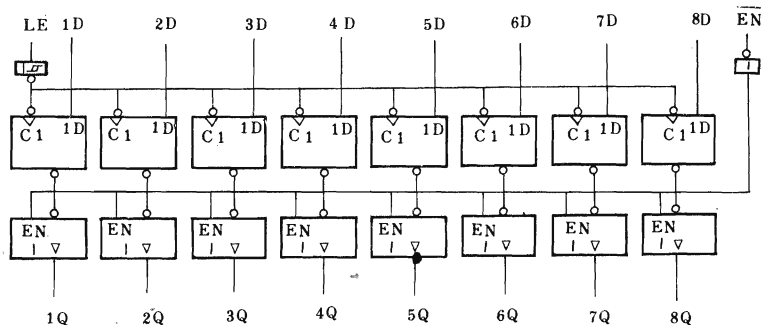 LE 1D 2D 3D 4D 5D 6D 7D 8D EN
1
C1 1D C1 1D C1 1D C1 1D C1 1D C1 1D C1 1D C1 1D
EN EN EN EN EN EN EN EN
1 ▽ 1 ▽ 1 ▽ 1 ▽ 1 ▽ 1 ▽ 1 ▽ 1 ▽
1Q 2Q 3Q 4Q 5Q 6Q 7Q 8Q